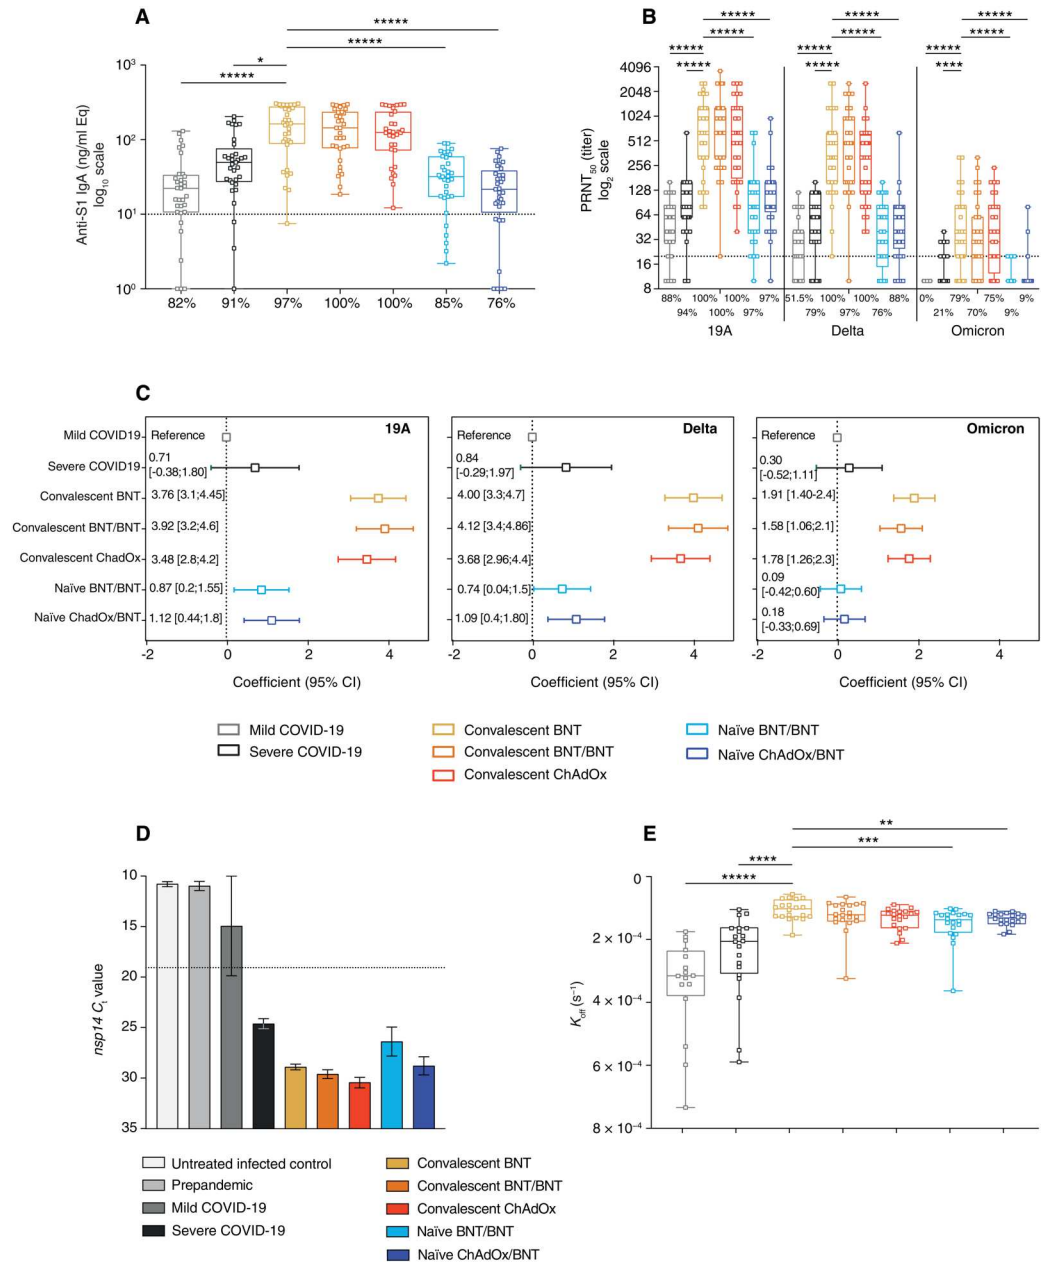 A
*****
*****
*
*****
10³
10²
10¹
10⁰
Anti-S1 IgA (ng/ml Eq)
log₁₀ scale
82% 91% 97% 100% 100% 85% 76%
B
***** ***** *****
***** ***** *****
***** ***** *****
***** ***** ****
4096
2048
1024
512
256
128
64
32
16
8
PRNT₅₀ (titer)
log₂ scale
88% 100% 100% 97% 51.5% 100% 100% 88% 0% 79% 75% 9%
94% 100% 97% 79% 97% 76% 21% 70% 9%
19A Delta Omicron
C
Mild COVID19
Severe COVID19
Convalescent BNT
Convalescent BNT/BNT
Convalescent ChadOx
Naïve BNT/BNT
Naïve ChadOx/BNT
19A
Reference
0.71
[-0.38;1.80]
3.76 [3.1;4.45]
3.92 [3.2;4.6]
3.48 [2.8;4.2]
0.87 [0.2;1.55]
1.12 [0.44;1.8]
-2 0 2 4
Coefficient (95% CI)
Delta
Reference
0.84
[-0.29;1.97]
4.00 [3.3;4.7]
4.12 [3.4;4.86]
3.68 [2.96;4.4]
0.74 [0.04;1.5]
1.09 [0.4;1.80]
-2 0 2 4
Coefficient (95% CI)
Omicron
Reference
0.30
[-0.52;1.11]
1.91 [1.40-2.4]
1.58 [1.06;2.1]
1.78 [1.26;2.3]
0.09
[-0.42;0.60]
0.18
[-0.33;0.69]
-2 0 2 4
Coefficient (95% CI)
Mild COVID-19
Severe COVID-19
Convalescent BNT
Convalescent BNT/BNT
Convalescent ChAdOx
Naïve BNT/BNT
Naïve ChAdOx/BNT
D
10
15
20
25
30
35
nsp14 Cₜ value
Untreated infected control
Prepandemic
Mild COVID-19
Severe COVID-19
Convalescent BNT
Convalescent BNT/BNT
Convalescent ChAdOx
Naïve BNT/BNT
Naïve ChAdOx/BNT
E
**
***
****
*****
0
2 × 10⁻⁴
4 × 10⁻⁴
6 × 10⁻⁴
8 × 10⁻⁴
K_off (s⁻¹)